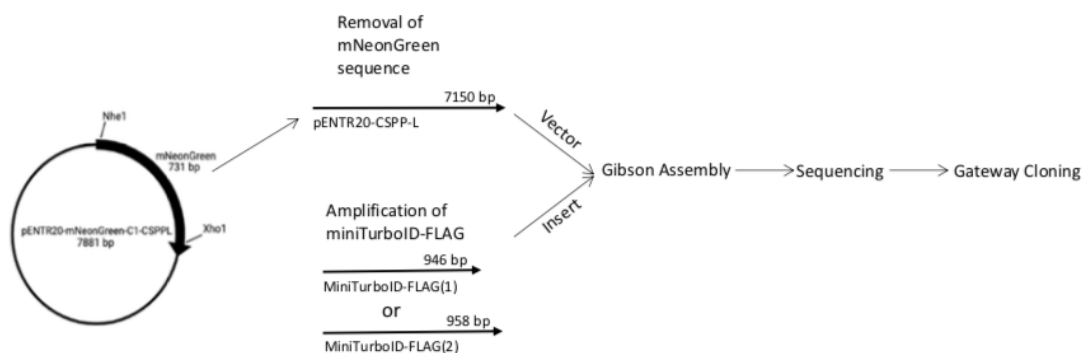 Nhe1
mNeonGreen
731 bp
pENTR20-mNeonGreen-C1-CSPPL
7881 bp
Xho1
Removal of
mNeonGreen
sequence
7150 bp
pENTR20-CSPP-L
Amplification of
miniTurboID-FLAG
946 bp
MiniTurboID-FLAG(1)
or
958 bp
MiniTurboID-FLAG(2)
Vector
Insert
Gibson Assembly
Sequencing
Gateway Cloning